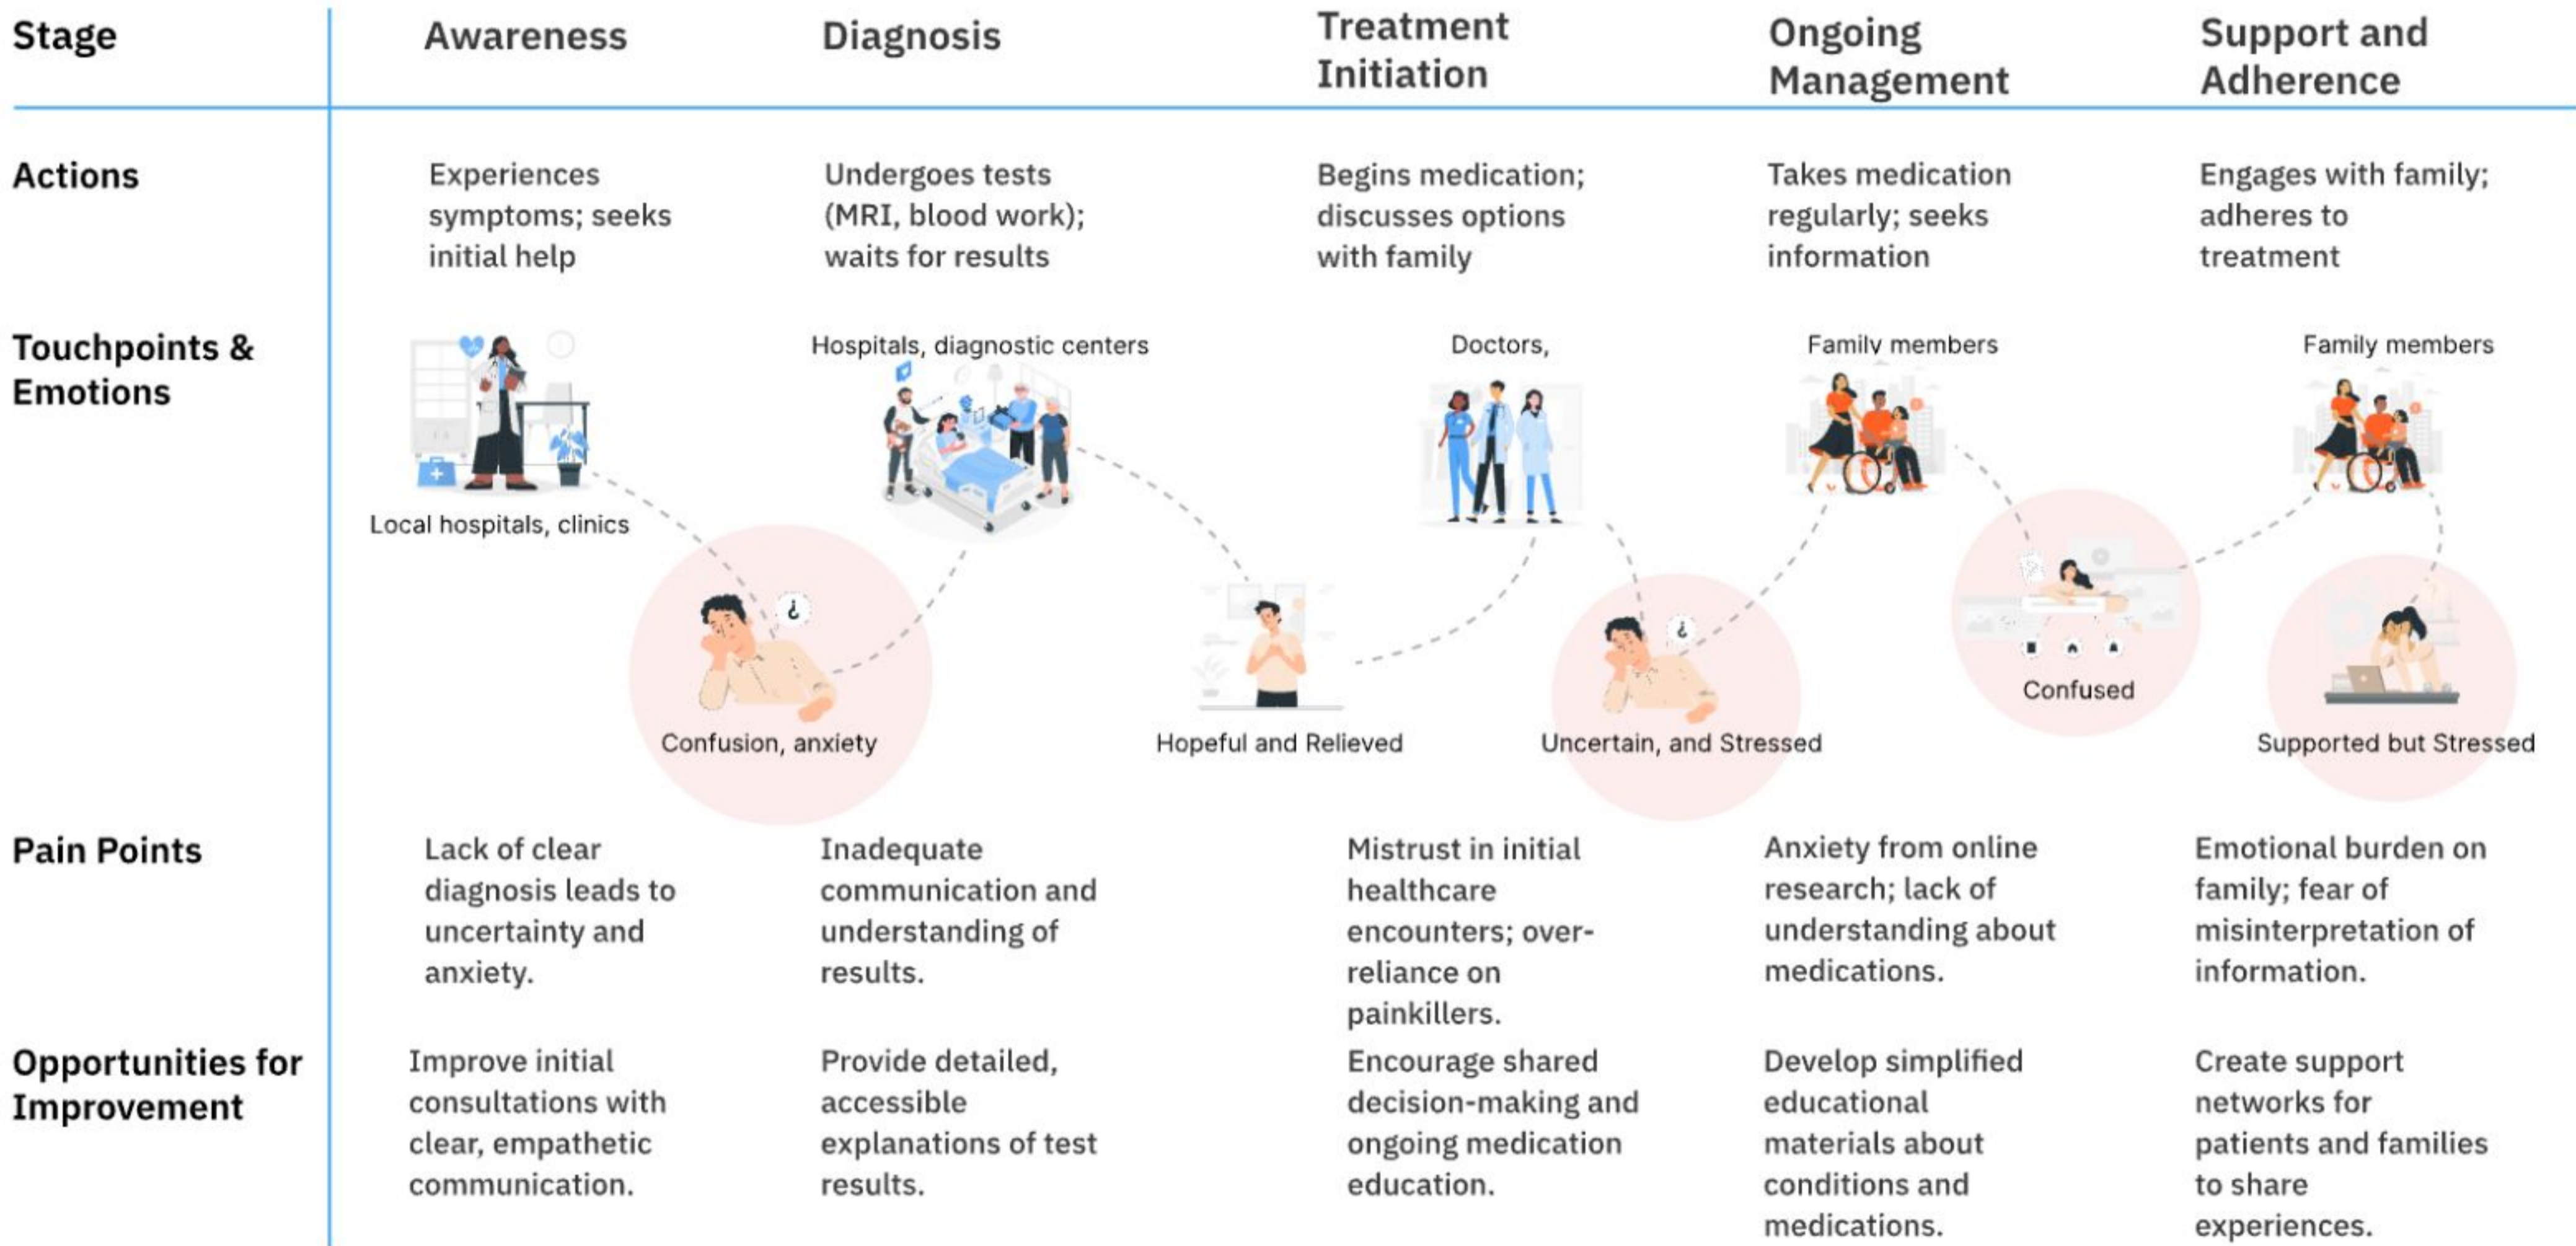 Stage
Awareness
Diagnosis
Treatment
Initiation
Ongoing
Management
Support and
Adherence
Actions
Experiences
symptoms; seeks
initial help
Undergoes tests
(MRI, blood work);
waits for results
Begins medication;
discusses options
with family
Takes medication
regularly; seeks
information
Engages with family;
adheres to
treatment
Touchpoints &
Emotions
Local hospitals, clinics
Confusion, anxiety
Hospitals, diagnostic centers
Hopeful and Relieved
Doctors,
Uncertain, and Stressed
Family members
Confused
Family members
Supported but Stressed
Pain Points
Lack of clear
diagnosis leads to
uncertainty and
anxiety.
Inadequate
communication and
understanding of
results.
Mistrust in initial
healthcare
encounters; over-
reliance on
painkillers.
Anxiety from online
research; lack of
understanding about
medications.
Emotional burden on
family; fear of
misinterpretation of
information.
Opportunities for
Improvement
Improve initial
consultations with
clear, empathetic
communication.
Provide detailed,
accessible
explanations of test
results.
Encourage shared
decision-making and
ongoing medication
education.
Develop simplified
educational
materials about
conditions and
medications.
Create support
networks for
patients and families
to share
experiences.